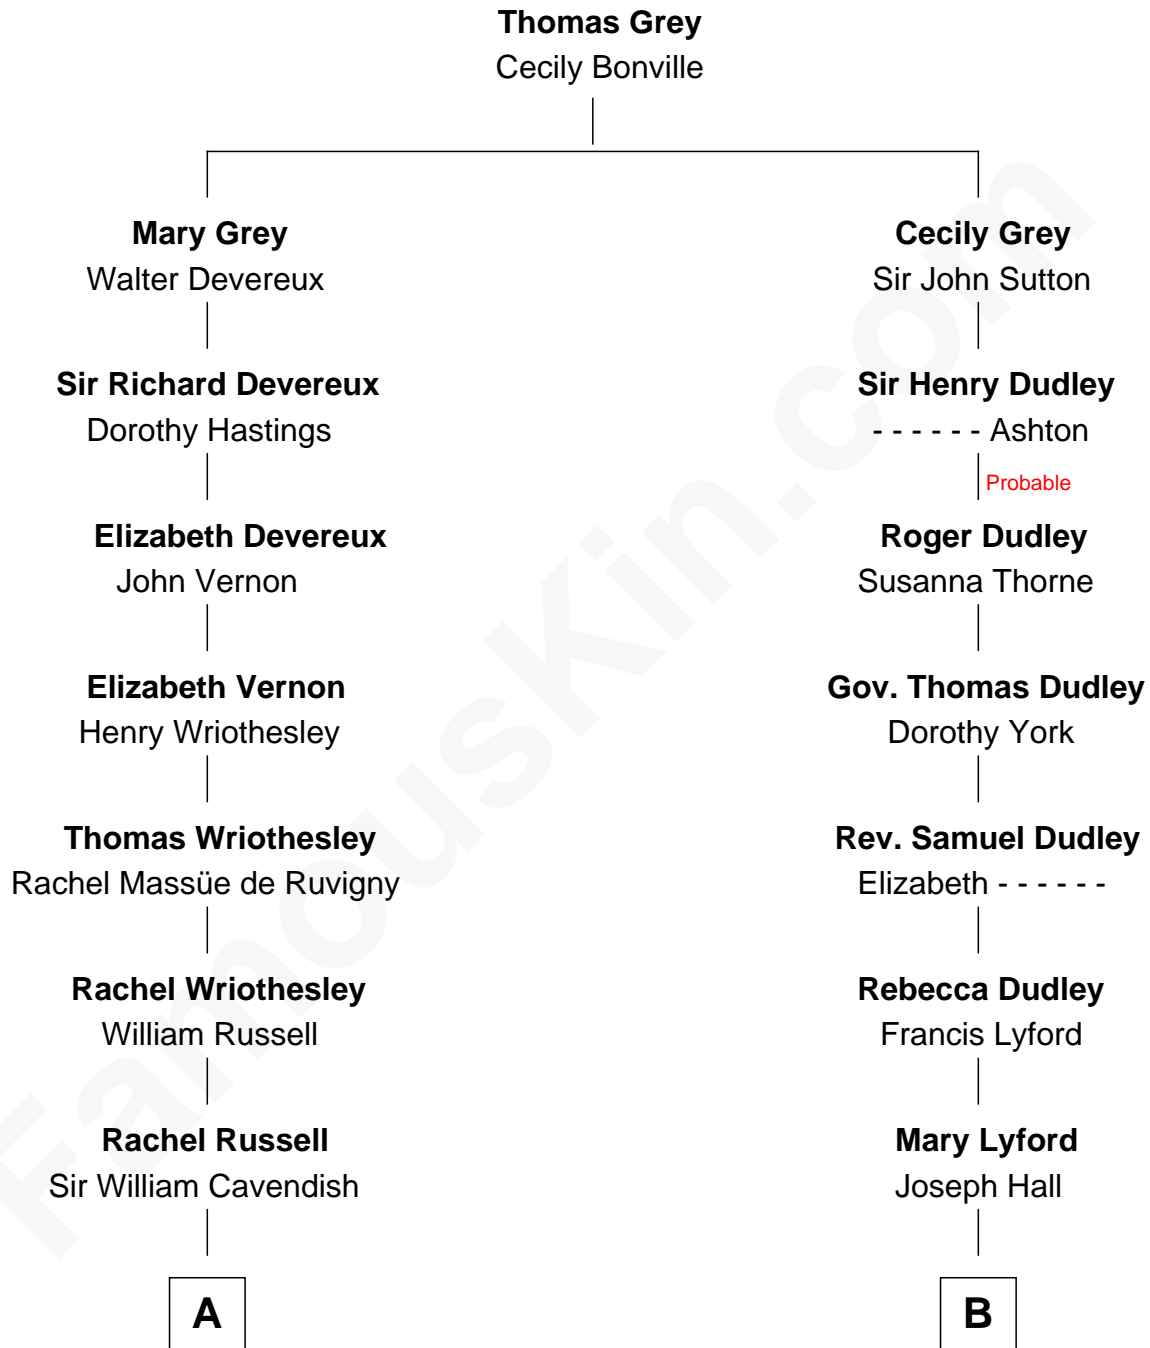 Thomas Grey
Cecily Bonville
Mary Grey
Walter Devereux
Cecily Grey
Sir John Sutton
Sir Richard Devereux
Dorothy Hastings
Sir Henry Dudley
- - - - - - Ashton
Probable
Elizabeth Devereux
John Vernon
Roger Dudley
Susanna Thorne
Elizabeth Vernon
Henry Wriothesley
Gov. Thomas Dudley
Dorothy York
Thomas Wriothesley
Rachel Massüe de Ruvigny
Rev. Samuel Dudley
Elizabeth - - - - - -
Rachel Wriothesley
William Russell
Rebecca Dudley
Francis Lyford
Rachel Russell
Sir William Cavendish
Mary Lyford
Joseph Hall
A
B
FamousKin.com